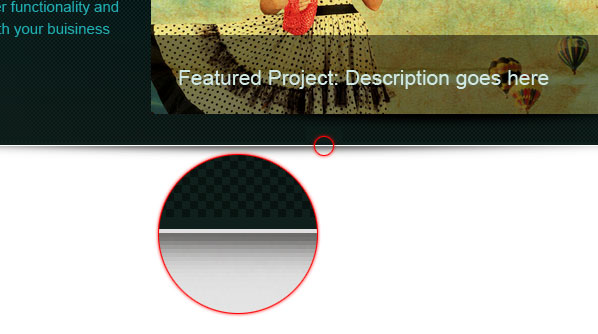 r functionality and
th your buisiness
Featured Project: Description goes here